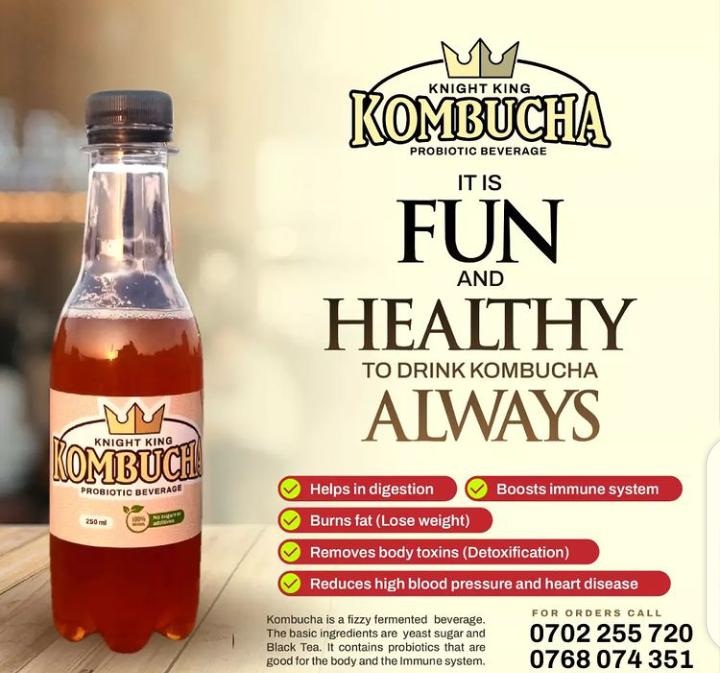 KNIGHT KING
KOMBUCHA
PROBIOTIC BEVERAGE
IT IS
FUN
AND
HEALTHY
TO DRINK KOMBUCHA
ALWAYS
KNIGHT KING
KOMBUCHA
PROBIOTIC BEVERAGE
250 ml
100%
additives
Helps in digestion
Boosts immune system
Burns fat (Lose weight)
Removes body toxins (Detoxification)
Reduces high blood pressure and heart disease
Kombucha is a fizzy fermented beverage.
The basic ingredients are yeast sugar and
Black Tea. It contains probiotics that are
good for the body and the Immune system.
FOR ORDERS CALL
0702 255 720
0768 074 351